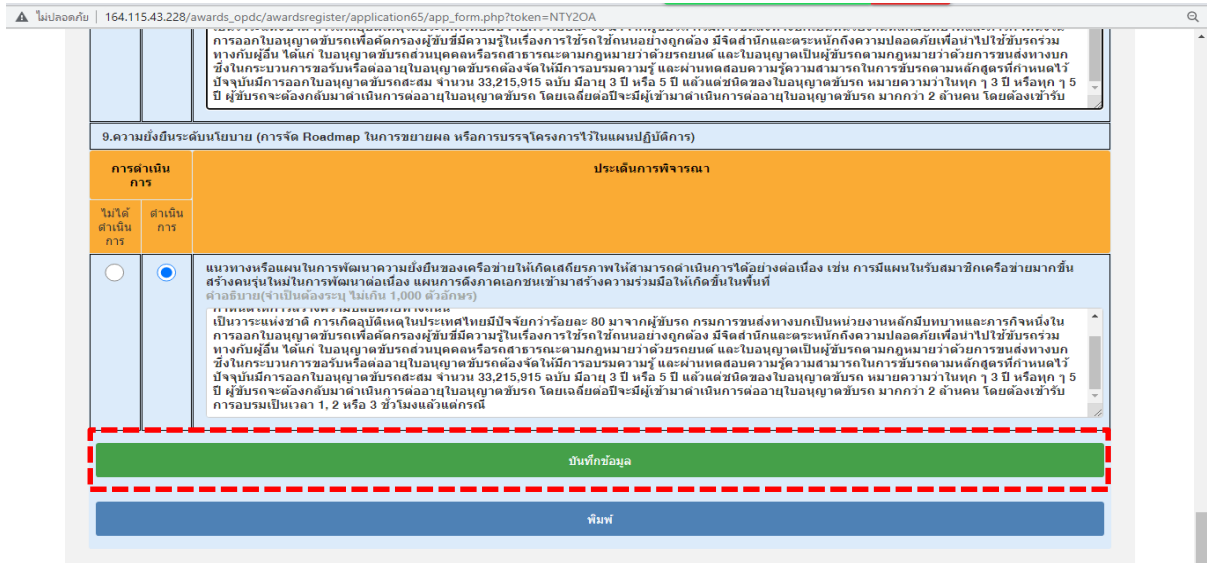 ไม่ปลอดภัย | 164.115.43.228/awards_opdc/awardsregister/application65/app_form.php?token=NTY2OA
การออกใบอนุญาตขับรถเพื่อคัดกรองผู้ขับขี่มีความรู้ในเรื่องการใช้รถใช้ถนนอย่างถูกต้อง มีจิตสำนึกและตระหนักถึงความปลอดภัยเพื่อนำไปใช้ขับรถร่วม
ทางกับผู้อื่น ได้แก่ ใบอนุญาตขับรถส่วนบุคคลหรือรถสาธารณะตามกฎหมายว่าด้วยรถยนต์ และใบอนุญาตเป็นผู้ขับรถตามกฎหมายว่าด้วยการขนส่งทางบก
ซึ่งในกระบวนการขอรับหรือต่ออายุใบอนุญาตขับรถต้องจัดให้มีการอบรมความรู้ และผ่านทดสอบความรู้ความสามารถในการขับรถตามหลักสูตรที่กำหนดไว้
ปัจจุบันมีการออกใบอนุญาตขับรถสะสม จำนวน 33,215,915 ฉบับ มีอายุ 3 ปี หรือ 5 ปี แล้วแต่ชนิดของใบอนุญาตขับรถ หมายความว่าในทุก ๆ 3 ปี หรือทุก ๆ 5
ปี ผู้ขับรถจะต้องกลับมาดำเนินการต่ออายุใบอนุญาตขับรถ โดยเฉลี่ยต่อปีจะมีผู้เข้ามาดำเนินการต่อใบอนุญาตขับรถ มากกว่า 2 ล้านคน โดยต้องเข้ารับ
9.ความยั่งยืนระดับนโยบาย (การจัด Roadmap ในการขยายผล หรือการบรรจุโครงการไว้ในแผนปฏิบัติการ)
การดำเนิน
การ
ประเด็นการพิจารณา
ไม่ได้
ดำเนิน
การ
ดำเนิน
การ
แนวทางหรือแผนในการพัฒนาความยั่งยืนของเครือข่ายให้เกิดเสถียรภาพให้สามารถดำเนินการได้อย่างต่อเนื่อง เช่น การมีแผนในรับสมาชิกเครือข่ายมากขึ้น
สร้างคนรุ่นใหม่ในการพัฒนาต่อเนื่อง แผนการดึงภาคเอกชนเข้ามาสร้างความร่วมมือให้เกิดขึ้นในพื้นที่
คำอธิบาย(จำเป็นต้องระบุ ไม่เกิน 1,000 ตัวอักษร)
เป็นวาระแห่งชาติ การเกิดอุบัติเหตุในประเทศไทยมีปัจจัยกว่าร้อยละ 80 มาจากผู้ขับรถ กรมการขนส่งทางบกเป็นหน่วยงานหลักมีบทบาทและภารกิจหนึ่งใน
การออกใบอนุญาตขับรถเพื่อคัดกรองผู้ขับขี่มีความรู้ในเรื่องการใช้รถใช้ถนนอย่างถูกต้อง มีจิตสำนึกและตระหนักถึงความปลอดภัยเพื่อนำไปใช้ขับรถร่วม
ทางกับผู้อื่น ได้แก่ ใบอนุญาตขับรถส่วนบุคคลหรือรถสาธารณะตามกฎหมายว่าด้วยรถยนต์ และใบอนุญาตเป็นผู้ขับรถตามกฎหมายว่าด้วยการขนส่งทางบก
ซึ่งในกระบวนการขอรับหรือต่ออายุใบอนุญาตขับรถต้องจัดให้มีการอบรมความรู้ และผ่านทดสอบความรู้ความสามารถในการขับรถตามหลักสูตรที่กำหนดไว้
ปัจจุบันมีการออกใบอนุญาตขับรถสะสม จำนวน 33,215,915 ฉบับ มีอายุ 3 ปี หรือ 5 ปี แล้วแต่ชนิดของใบอนุญาตขับรถ หมายความว่าในทุก ๆ 3 ปี หรือทุก ๆ 5
ปี ผู้ขับรถจะต้องกลับมาดำเนินการต่ออายุใบอนุญาตขับรถ โดยเฉลี่ยต่อปีจะมีผู้เข้ามาดำเนินการต่ออายุใบอนุญาตขับรถ มากกว่า 2 ล้านคน โดยต้องเข้ารับ
การอบรมเป็นเวลา 1, 2 หรือ 3 ชั่วโมงแล้วแต่กรณี
บันทึกข้อมูล
พิมพ์